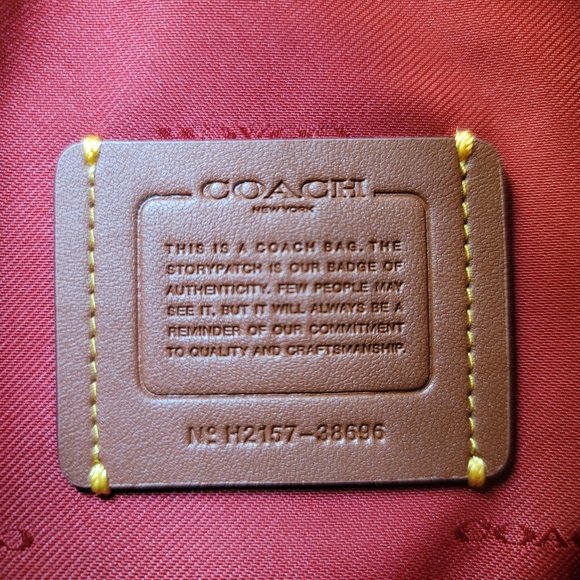 COACH
NEW YORK
THIS IS A COACH BAG. THE
STORYPATCH IS OUR BADGE OF
AUTHENTICITY. FEW PEOPLE MAY
SEE IT, BUT IT WILL ALWAYS BE A
REMINDER OF OUR COMMITMENT
TO QUALITY AND CRAFTSMANSHIP.
Nº H2157-38696
COAC